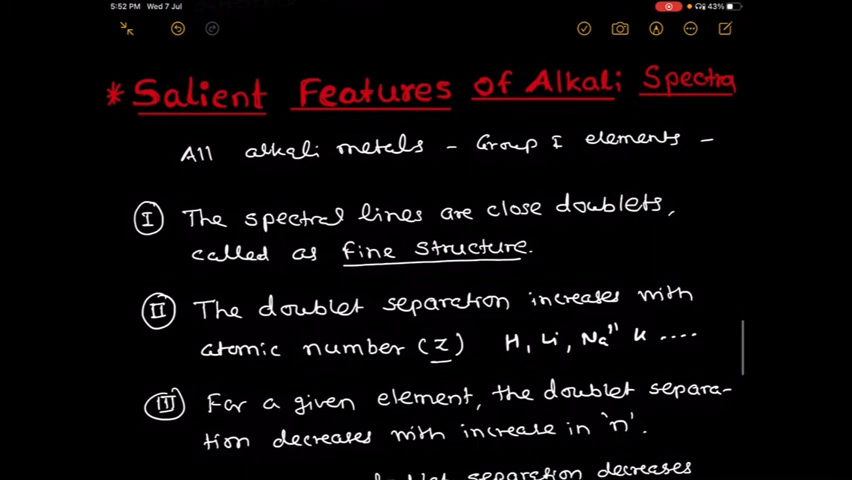 5:52 PM Wed 7 Jul
43%
* Salient Features of Alkali Spectra
All alkali metals - Group I elements -
I The spectral lines are close doublets,
called as fine structure.
II The doublet separation increases with
atomic number (z) H, Li, Na" K ....
III For a given element, the doublet separa-
tion decreases with increase in 'n'.
separation decreases